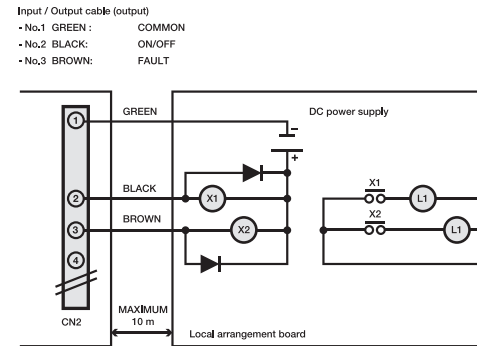 Input / Output cable (output)
- No.1 GREEN : COMMON
- No.2 BLACK: ON/OFF
- No.3 BROWN: FAULT
GREEN
DC power supply
1
-
+
X1
BLACK
2
X1
L1
BROWN
X2
3
X2
L1
4
MAXIMUM
10 m
CN2
Local arrangement board